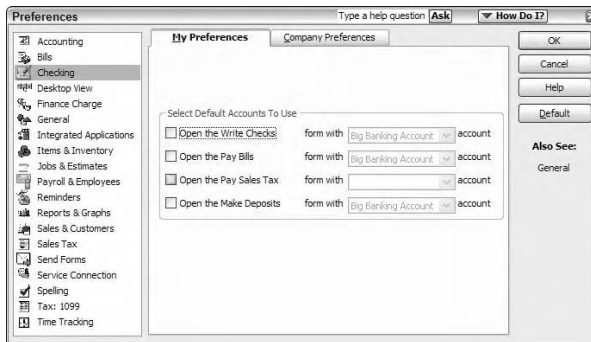 Preferences
Type a help question Ask How Do I?
Accounting
Bills
Checking
Desktop View
Finance Charge
General
Integrated Applications
Items & Inventory
Jobs & Estimates
Payroll & Employees
Reminders
Reports & Graphs
Sales & Customers
Sales Tax
Send Forms
Service Connection
Spelling
Tax: 1099
Time Tracking
My Preferences Company Preferences
Select Default Accounts To Use
Open the Write Checks form with Big Banking Account account
Open the Pay Bills form with Big Banking Account account
Open the Pay Sales Tax form with account
Open the Make Deposits form with Big Banking Account account
OK
Cancel
Help
Default
Also See:
General